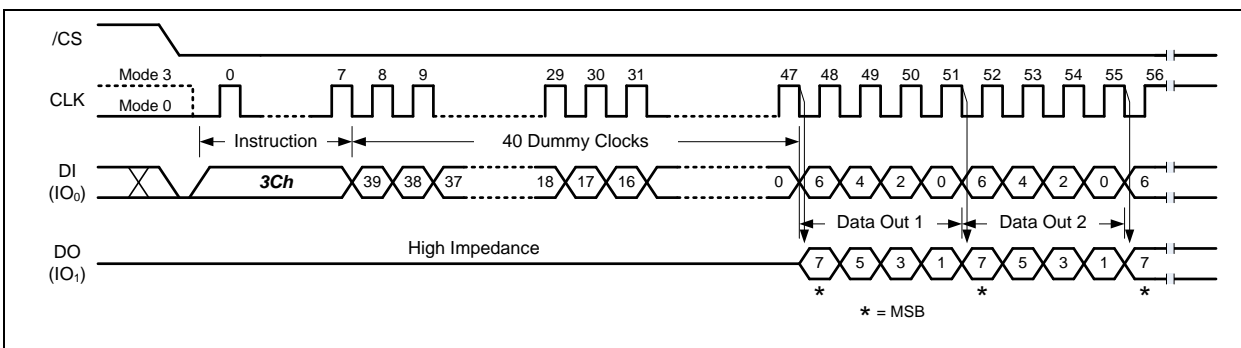 /CS
Mode 3 0 7 8 9 29 30 31 47 48 49 50 51 52 53 54 55 56
CLK
Mode 0
Instruction 40 Dummy Clocks
DI
(IO0)
3Ch 39 38 37 18 17 16 0 6 4 2 0 6 4 2 0 6
Data Out 1 Data Out 2
High Impedance
DO
(IO1)
7 5 3 1 7 5 3 1 7
* * *
* = MSB